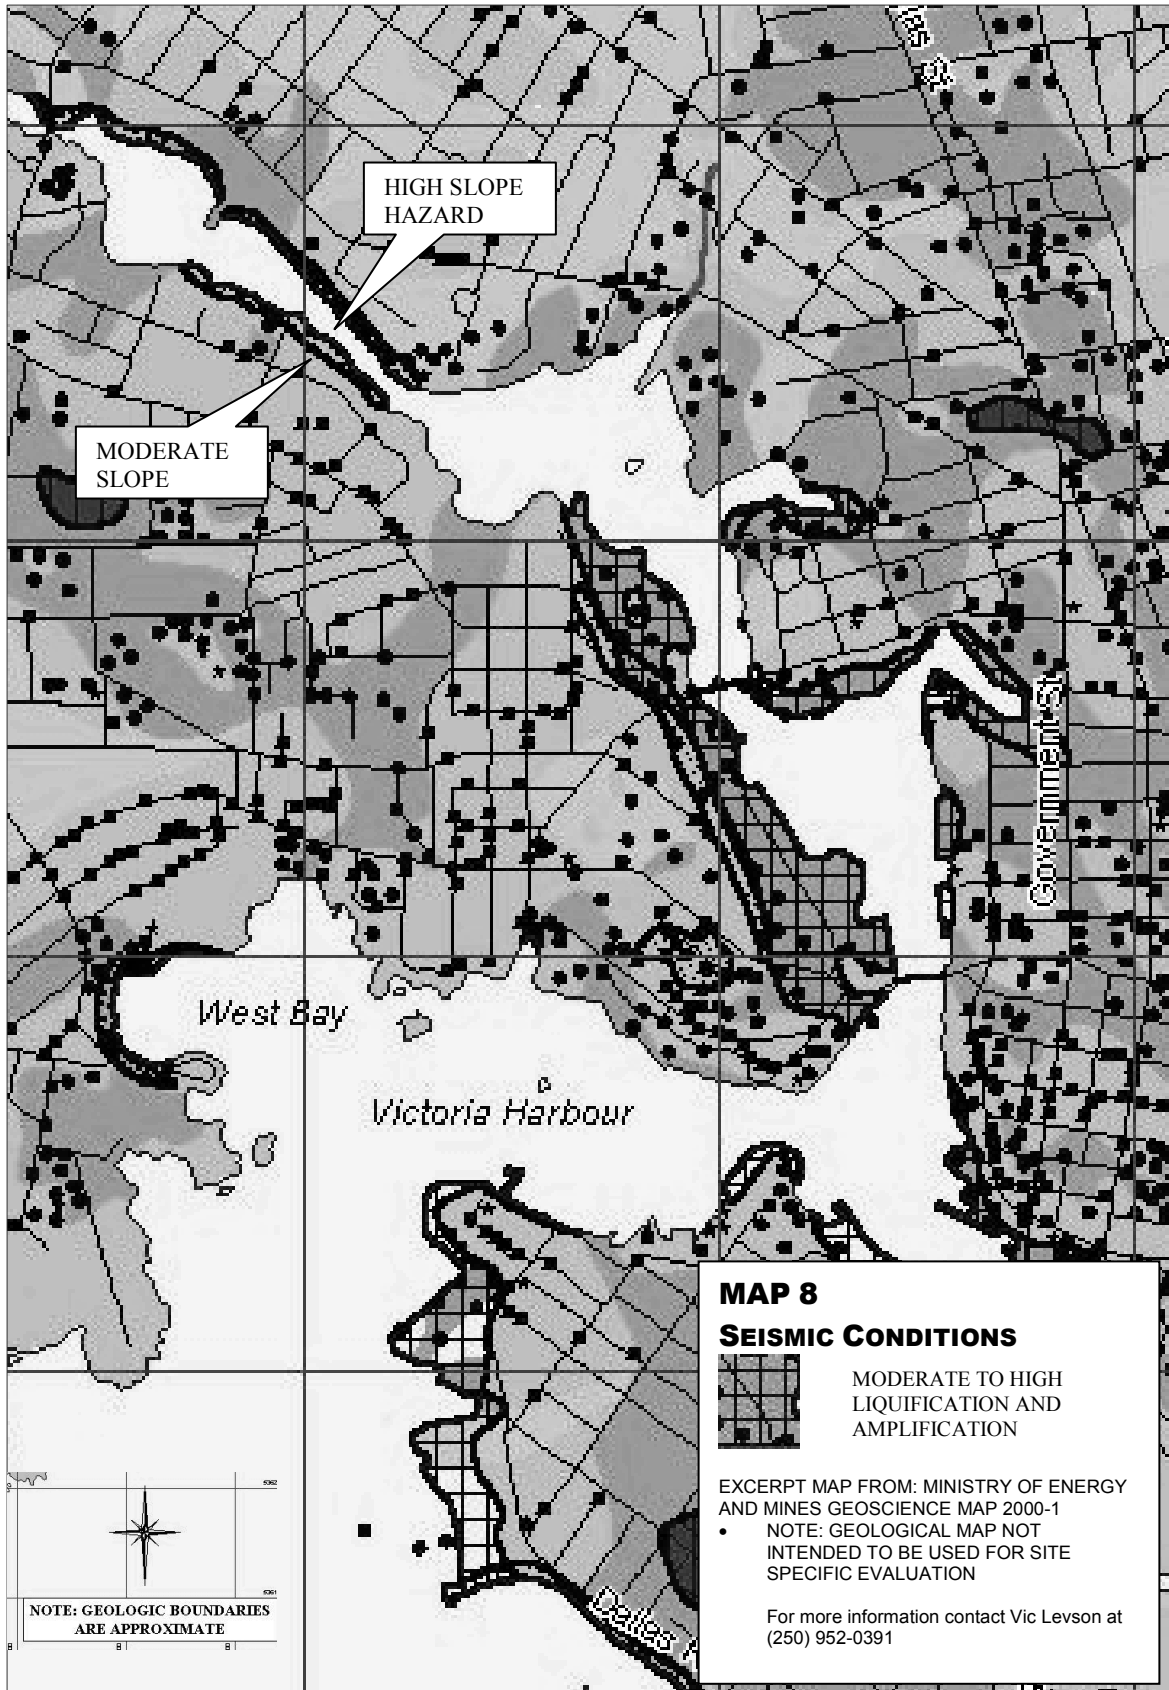 HIGH SLOPE
HAZARD
MODERATE
SLOPE
Government St
West Bay
Victoria Harbour
MAP 8
SEISMIC CONDITIONS
MODERATE TO HIGH
LIQUIFICATION AND
AMPLIFICATION
EXCERPT MAP FROM: MINISTRY OF ENERGY
AND MINES GEOSCIENCE MAP 2000-1
• NOTE: GEOLOGICAL MAP NOT
INTENDED TO BE USED FOR SITE
SPECIFIC EVALUATION
For more information contact Vic Levson at
(250) 952-0391
5362
5361
NOTE: GEOLOGIC BOUNDARIES
ARE APPROXIMATE
Dallas